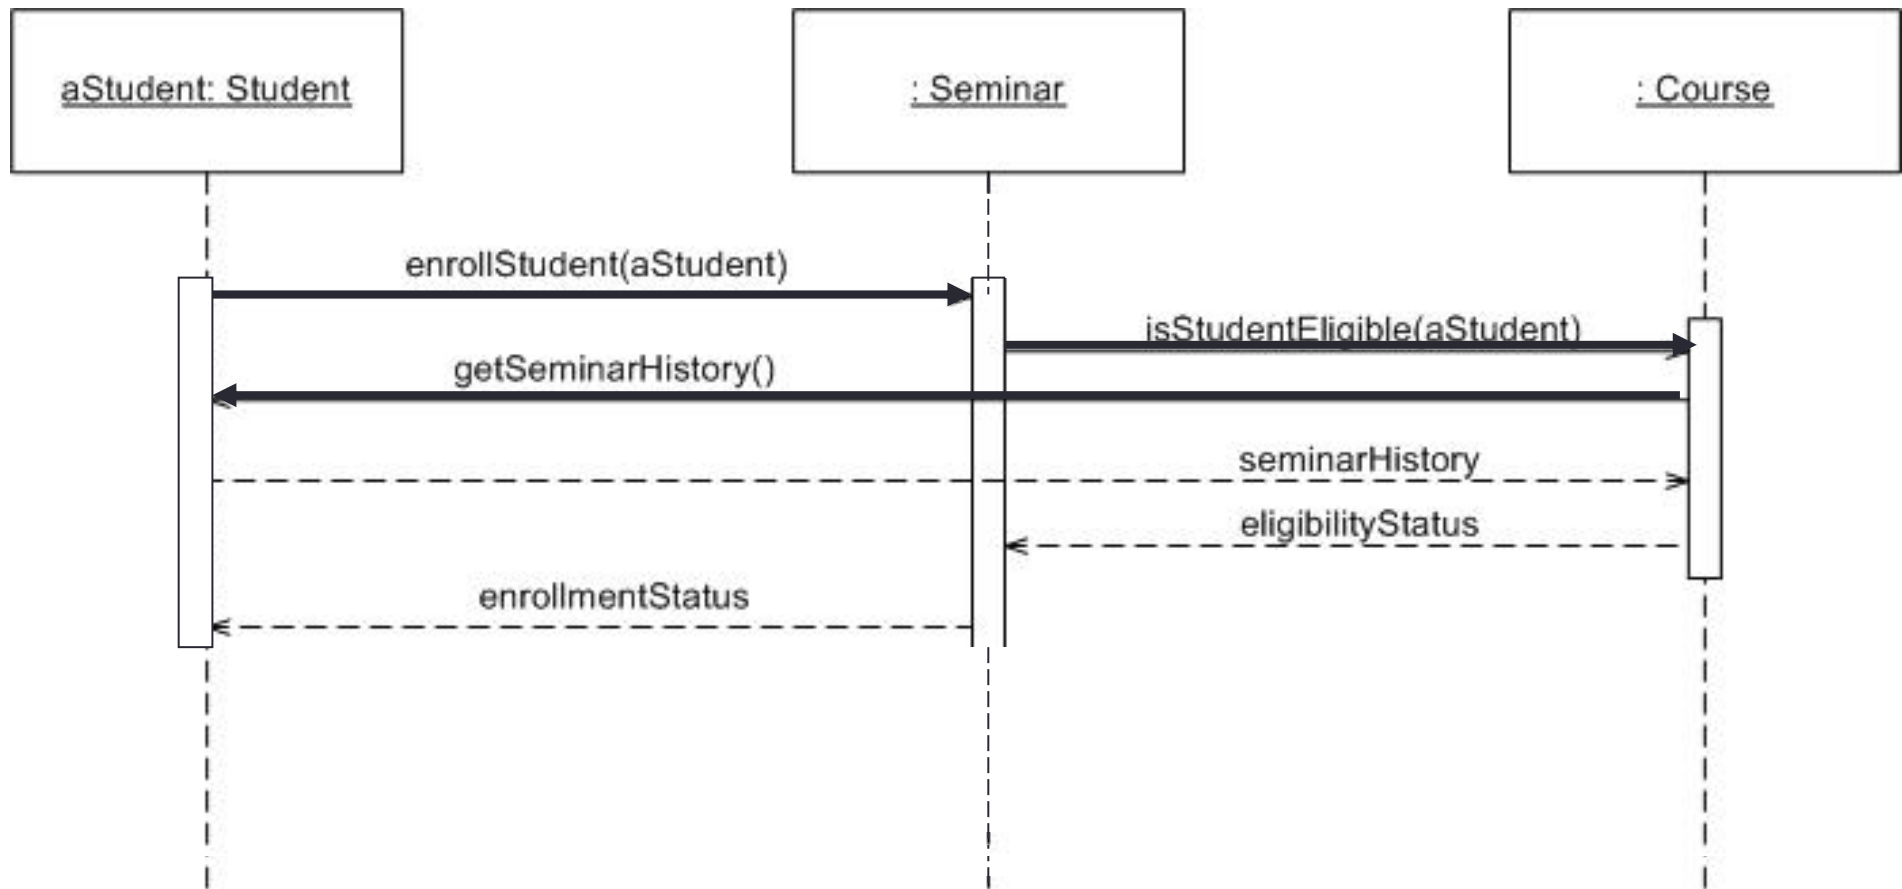 aStudent: Student
: Seminar
: Course
enrollStudent(aStudent)
isStudentEligible(aStudent)
getSeminarHistory()
seminarHistory
eligibilityStatus
enrollmentStatus